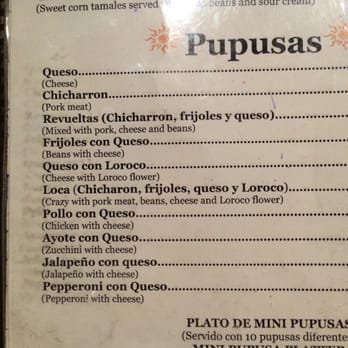 (Sweet corn tamales served beans and sour cream)
Pupusas
Queso
(Cheese)
Chicharron
(Pork meat)
Revueltas (Chicharron, frijoles y queso)
(Mixed with pork, cheese and beans)
Frijoles con Queso
(Beans with cheese)
Queso con Loroco
(Cheese with Loroco flower)
Loca (Chicharon, frijoles, queso y Loroco)
(Crazy with pork meat, beans, cheese and Loroco flower)
Pollo con Queso
(Chicken with cheese)
Ayote con Queso
(Zucchini with cheese)
Jalapeño con queso
(Jalapeño with cheese)
Pepperoni con Queso
(Pepperoni with cheese)
PLATO DE MINI PUPUSAS
(Servido con 10 pupusas diferente
MINI PUPUSA PLATTER